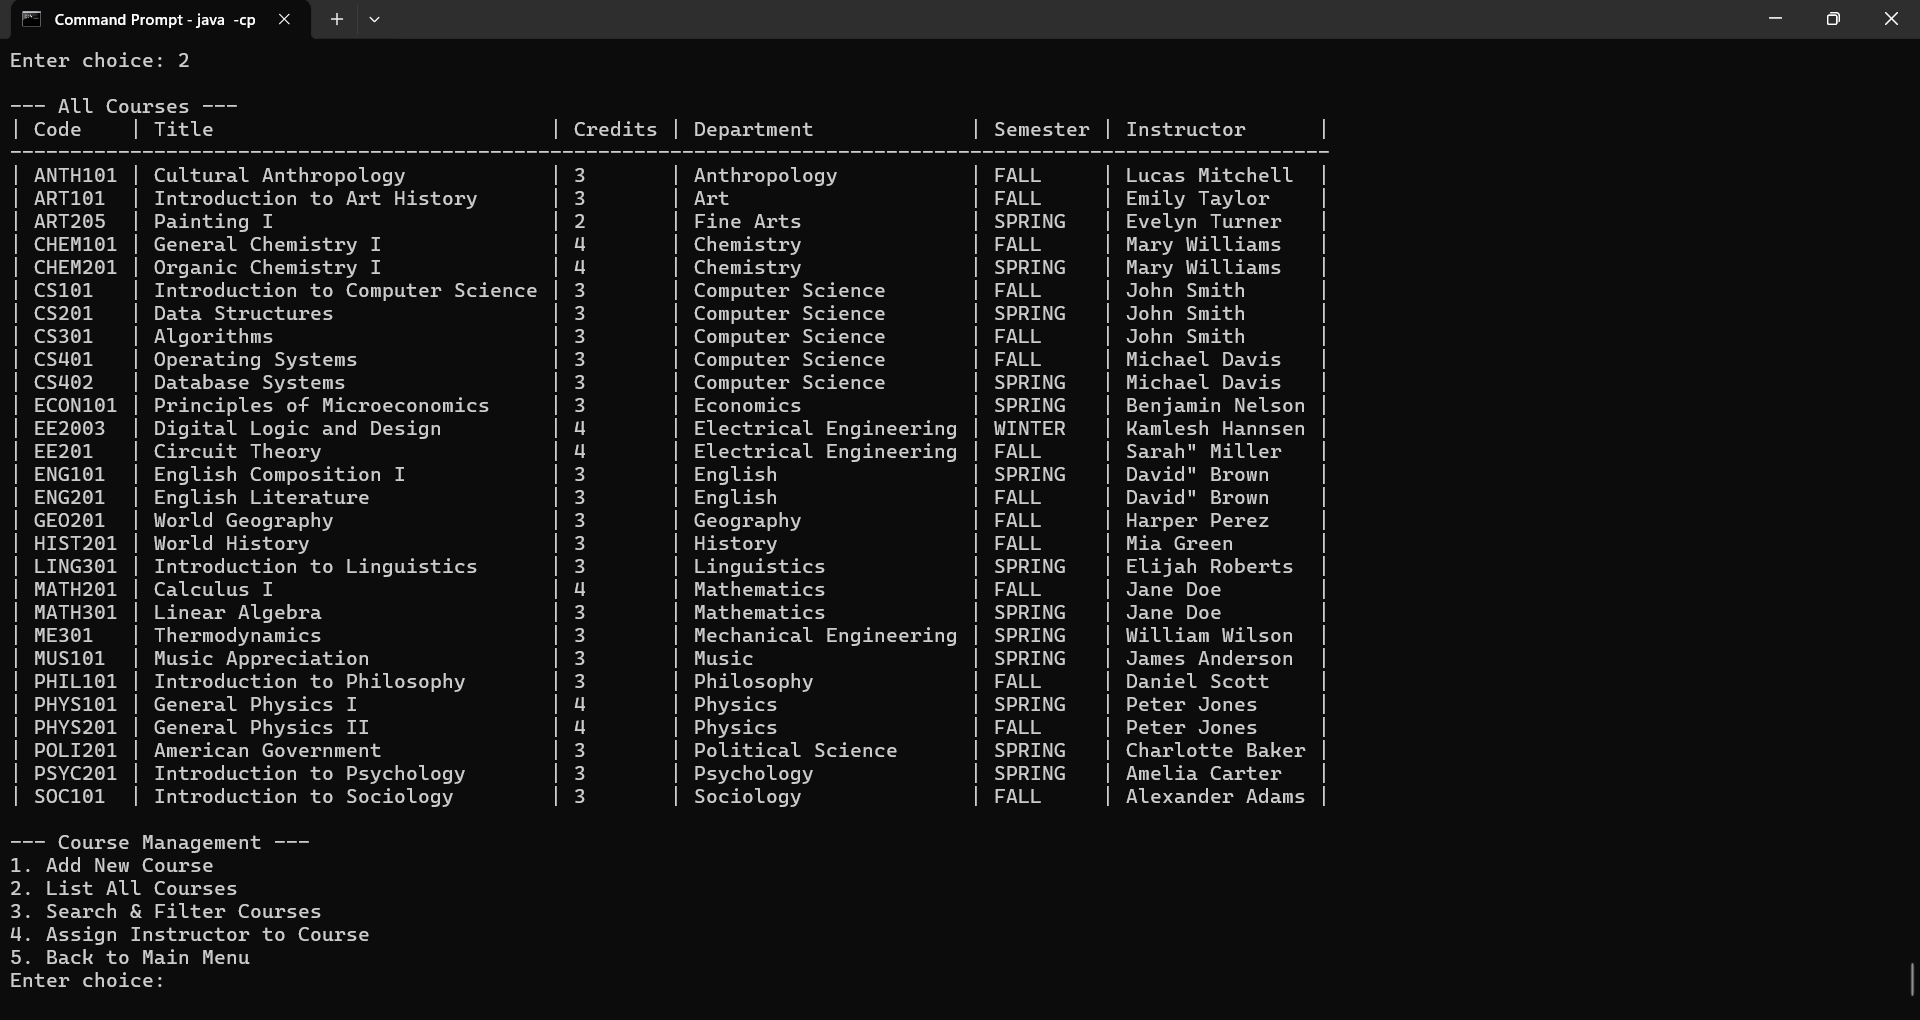 Command Prompt - java -cp
Enter choice: 2
--- All Courses ---
| Code    | Title                            | Credits | Department             | Semester | Instructor      |
--------------------------------------------------------------------------------------------------------------
| ANTH101 | Cultural Anthropology            | 3       | Anthropology           | FALL     | Lucas Mitchell  |
| ART101  | Introduction to Art History      | 3       | Art                    | FALL     | Emily Taylor    |
| ART205  | Painting I                       | 2       | Fine Arts              | SPRING   | Evelyn Turner   |
| CHEM101 | General Chemistry I              | 4       | Chemistry              | FALL     | Mary Williams   |
| CHEM201 | Organic Chemistry I              | 4       | Chemistry              | SPRING   | Mary Williams   |
| CS101   | Introduction to Computer Science | 3       | Computer Science       | FALL     | John Smith      |
| CS201   | Data Structures                  | 3       | Computer Science       | SPRING   | John Smith      |
| CS301   | Algorithms                       | 3       | Computer Science       | FALL     | John Smith      |
| CS401   | Operating Systems                | 3       | Computer Science       | FALL     | Michael Davis   |
| CS402   | Database Systems                 | 3       | Computer Science       | SPRING   | Michael Davis   |
| ECON101 | Principles of Microeconomics     | 3       | Economics              | SPRING   | Benjamin Nelson |
| EE2003  | Digital Logic and Design         | 4       | Electrical Engineering | WINTER   | Kamlesh Hannsen |
| EE201   | Circuit Theory                   | 4       | Electrical Engineering | FALL     | Sarah" Miller   |
| ENG101  | English Composition I            | 3       | English                | SPRING   | David" Brown    |
| ENG201  | English Literature               | 3       | English                | FALL     | David" Brown    |
| GEO201  | World Geography                  | 3       | Geography              | FALL     | Harper Perez    |
| HIST201 | World History                    | 3       | History                | FALL     | Mia Green       |
| LING301 | Introduction to Linguistics      | 3       | Linguistics            | SPRING   | Elijah Roberts  |
| MATH201 | Calculus I                       | 4       | Mathematics            | FALL     | Jane Doe        |
| MATH301 | Linear Algebra                   | 3       | Mathematics            | SPRING   | Jane Doe        |
| ME301   | Thermodynamics                   | 3       | Mechanical Engineering | SPRING   | William Wilson  |
| MUS101  | Music Appreciation               | 3       | Music                  | SPRING   | James Anderson  |
| PHIL101 | Introduction to Philosophy       | 3       | Philosophy             | FALL     | Daniel Scott    |
| PHYS101 | General Physics I                | 4       | Physics                | SPRING   | Peter Jones     |
| PHYS201 | General Physics II               | 4       | Physics                | FALL     | Peter Jones     |
| POLI201 | American Government              | 3       | Political Science      | SPRING   | Charlotte Baker |
| PSYC201 | Introduction to Psychology       | 3       | Psychology             | SPRING   | Amelia Carter   |
| SOC101  | Introduction to Sociology        | 3       | Sociology              | FALL     | Alexander Adams |
--- Course Management ---
1. Add New Course
2. List All Courses
3. Search & Filter Courses
4. Assign Instructor to Course
5. Back to Main Menu
Enter choice: